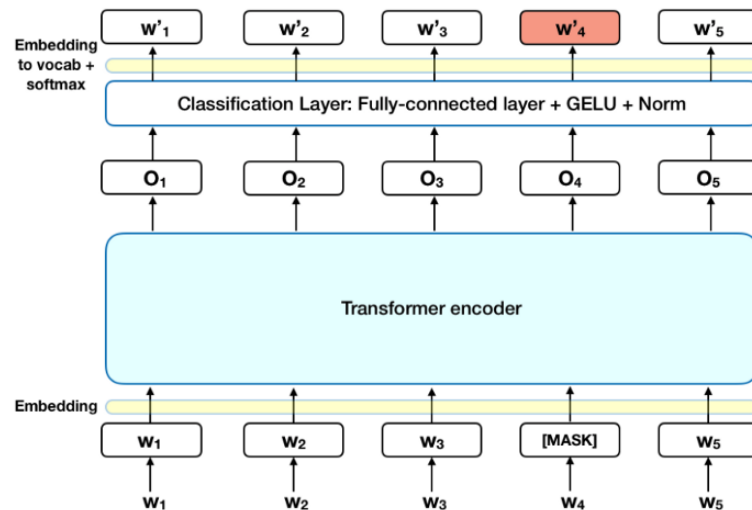 w'1 w'2 w'3 w'4 w'5
Embedding
to vocab +
softmax
Classification Layer: Fully-connected layer + GELU + Norm
O1 O2 O3 O4 O5
Transformer encoder
Embedding
W1 W2 W3 [MASK] W5
W1 W2 W3 W4 W5